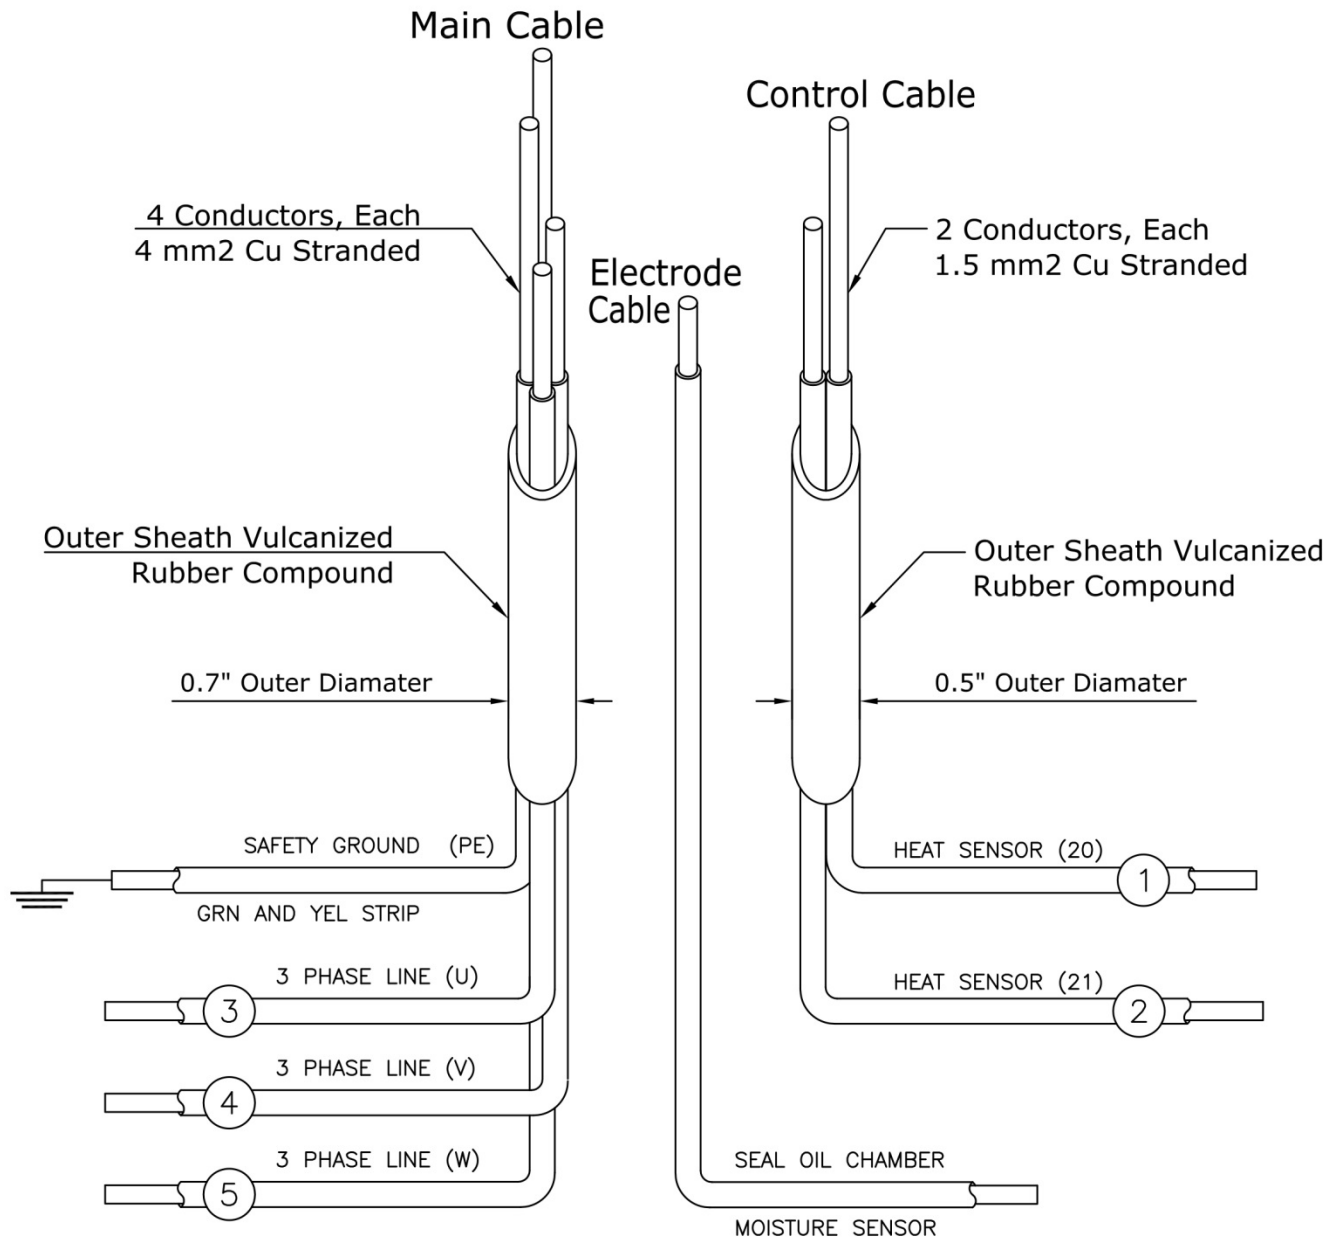 Main Cable
Control Cable
4 Conductors, Each
4 mm2 Cu Stranded
2 Conductors, Each
1.5 mm2 Cu Stranded
Electrode
Cable
Outer Sheath Vulcanized
Rubber Compound
Outer Sheath Vulcanized
Rubber Compound
0.7" Outer Diamater
0.5" Outer Diamater
SAFETY GROUND (PE)
GRN AND YEL STRIP
HEAT SENSOR (20)
1
3 PHASE LINE (U)
3
HEAT SENSOR (21)
2
3 PHASE LINE (V)
4
3 PHASE LINE (W)
5
SEAL OIL CHAMBER
MOISTURE SENSOR